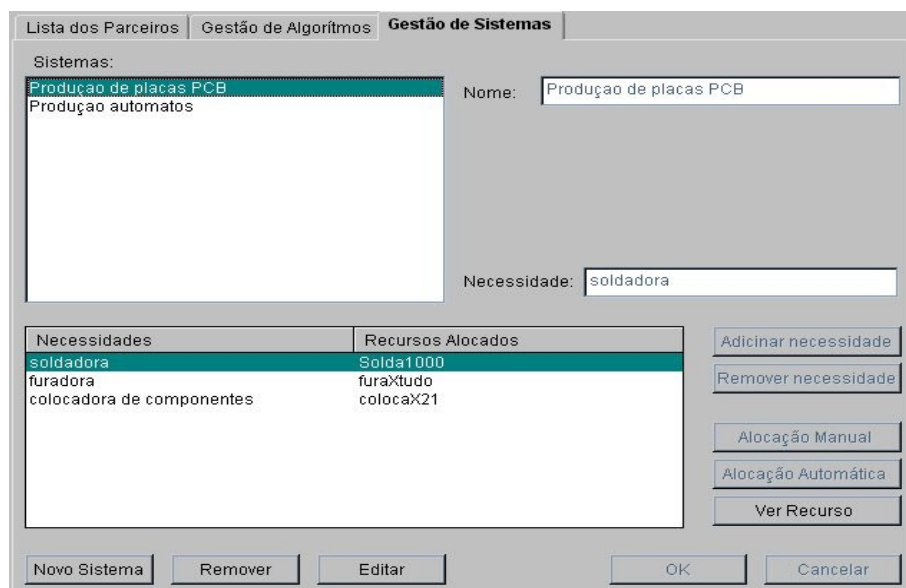 Lista dos Parceiros Gestão de Algorítmos Gestão de Sistemas
Sistemas:
Produçao de placas PCB
Produçao automatos
Nome: Produçao de placas PCB
Necessidade: soldadora
Necessidades Recursos Alocados
soldadora Solda1000
furadora furaXtudo
colocadora de componentes colocaX21
Adicinar necessidade
Remover necessidade
Alocação Manual
Alocação Automática
Ver Recurso
Novo Sistema Remover Editar OK Cancelar